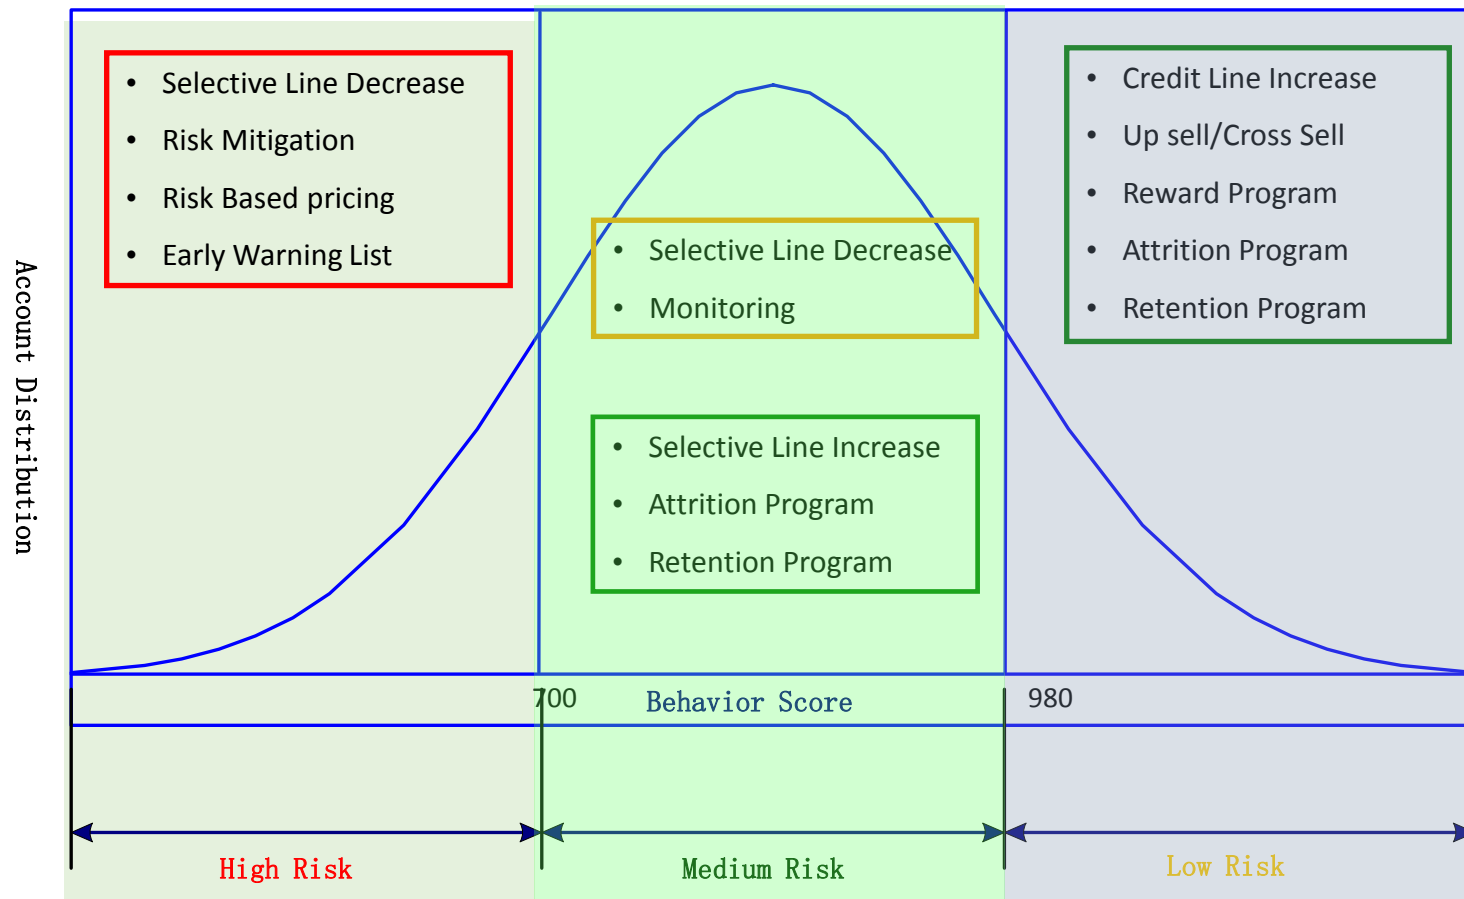 • Selective Line Decrease
• Risk Mitigation
• Risk Based pricing
• Early Warning List
• Selective Line Decrease
• Monitoring
• Selective Line Increase
• Attrition Program
• Retention Program
• Credit Line Increase
• Up sell/Cross Sell
• Reward Program
• Attrition Program
• Retention Program
Account Distribution
700
Behavior Score
980
High Risk
Medium Risk
Low Risk